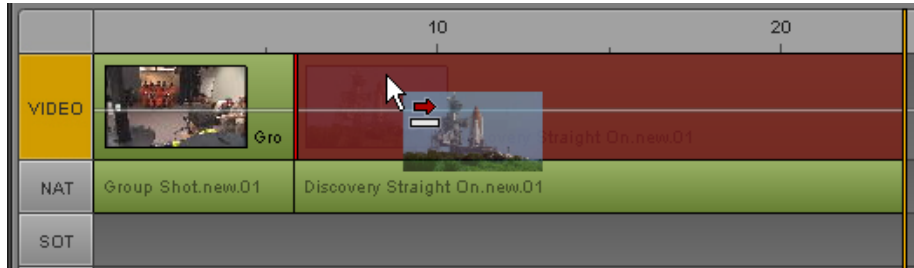 10 20
VIDEO
Gro
Discovery Straight On.new.01
NAT Group Shot.new.01 Discovery Straight On.new.01
SOT